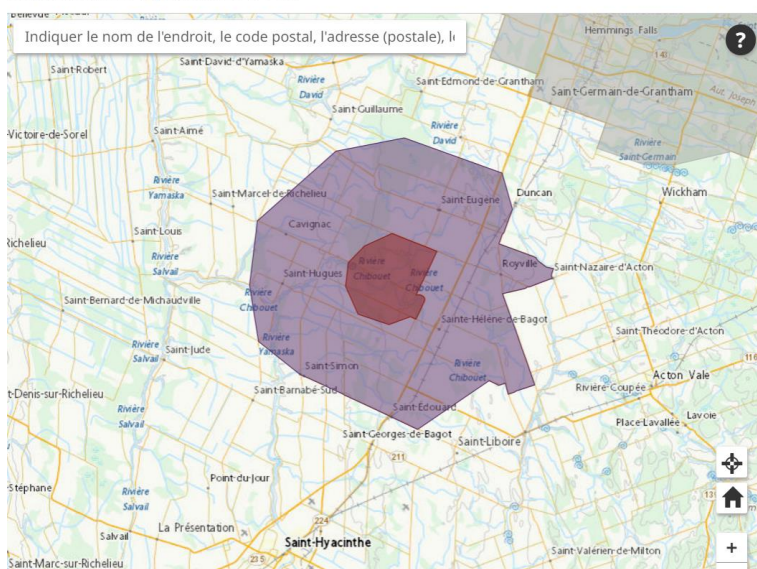 Indiquer le nom de l'endroit, le code postal, l'adresse (postale),
?
Hemmings Falls
141
Saint-Robert
Saint-David-d'Yamaska
Rivière
David
Saint-Edmond-de-Grantham
Saint-Germain-de-Grantham
Aut. Joseph
Saint-Guillaume
Victoire-de-Sorel
Saint-Aimé
Rivière
David
Rivière
Saint-Germain
Rivière
Yamaska
Saint-Marcel-de-Richelieu
Saint-Eugène
Duncan
Wickham
Cavignac
Saint-Louis
Richelieu
Rivière
Salvail
Saint-Hugues
Rivière
Chibouet
Rivière
Chibouet
Royville
Saint-Nazaire-d'Acton
Rivière
Chibouet
Saint-Bernard-de-Michaudville
Sainte-Hélène-de-Bagot
Saint-Theodore-d'Acton
Rivière
Salvail
Saint-Jude
Rivière
Yamaska
Saint-Simon
Rivière
Chibouet
116
Acton Vale
Rivière-Coupée
t-Denis-sur-Richelieu
Saint-Barnabé-Sud
Rivière
Salvail
Saint-Édouard
Place-Lavallée
Lavoie
Saint-Georges-de-Bagot
Saint-Liboire
211
Stéphane
Point-du-Jour
Rivière
Salvail
La Présentation
224
Salvail
Saint-Hyacinthe
235
Saint-Valérien-de-Milton
Saint-Marc-sur-Richelieu
+